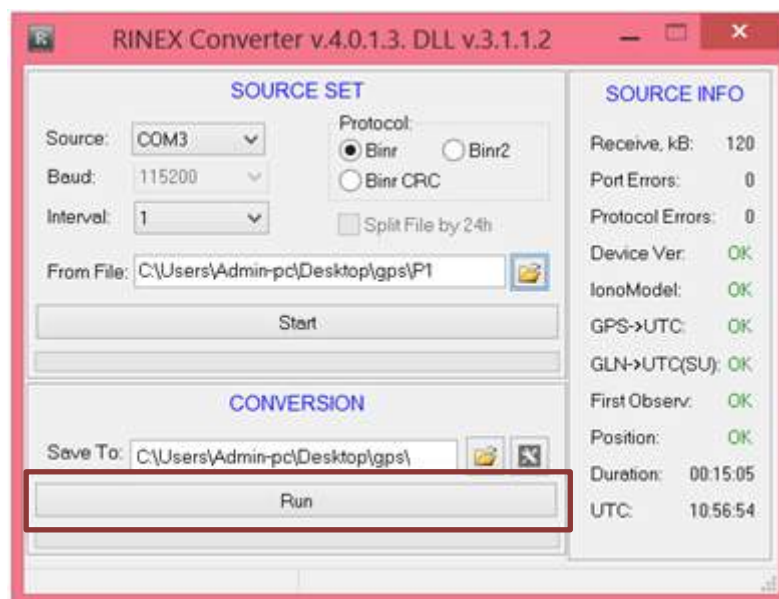 RINEX Converter v.4.0.1.3. DLL v.3.1.1.2
SOURCE SET
Source: COM3
Protocol:
Binr Binr2
Baud: 115200
Binr CRC
Interval: 1
Split File by 24h
From File: C:\Users\Admin-pc\Desktop\gps\P1
Start
CONVERSION
Save To: C:\Users\Admin-pc\Desktop\gps\
Run
SOURCE INFO
Receive, kB: 120
Port Errors: 0
Protocol Errors: 0
Device Ver: OK
IonoModel: OK
GPS->UTC: OK
GLN->UTC(SU): OK
First Observ: OK
Position: OK
Duration: 00:15:05
UTC: 10:56:54